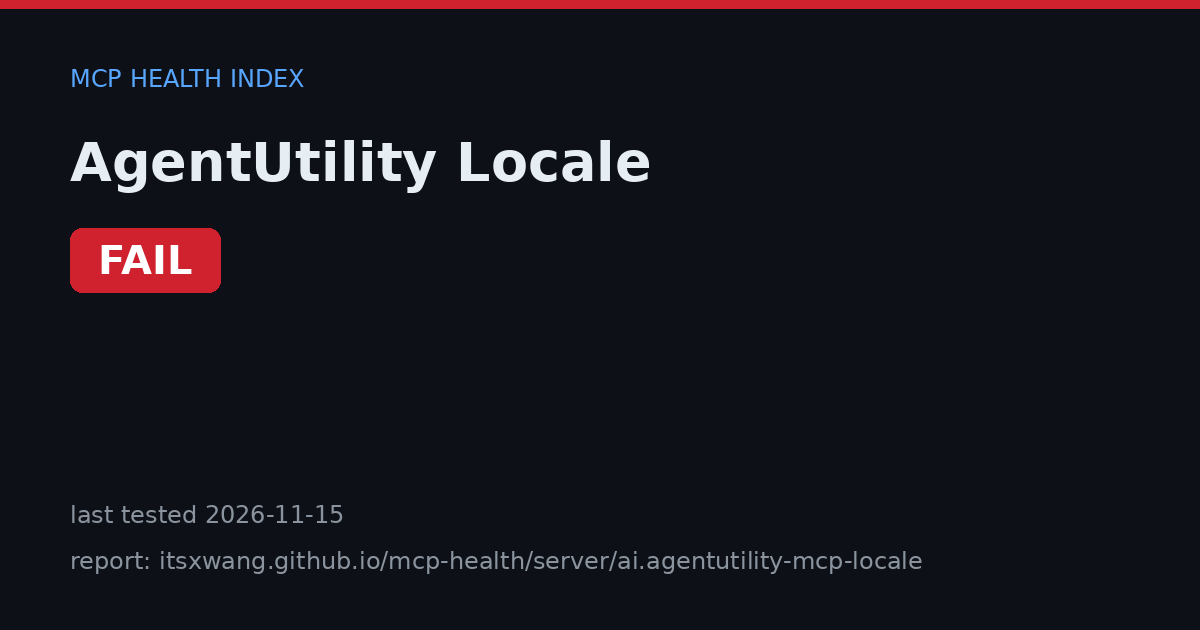 MCP HEALTH INDEX
AgentUtility Locale
FAIL
last tested 2026-11-15
report: itsxwang.github.io/mcp-health/server/ai.agentutility-mcp-locale